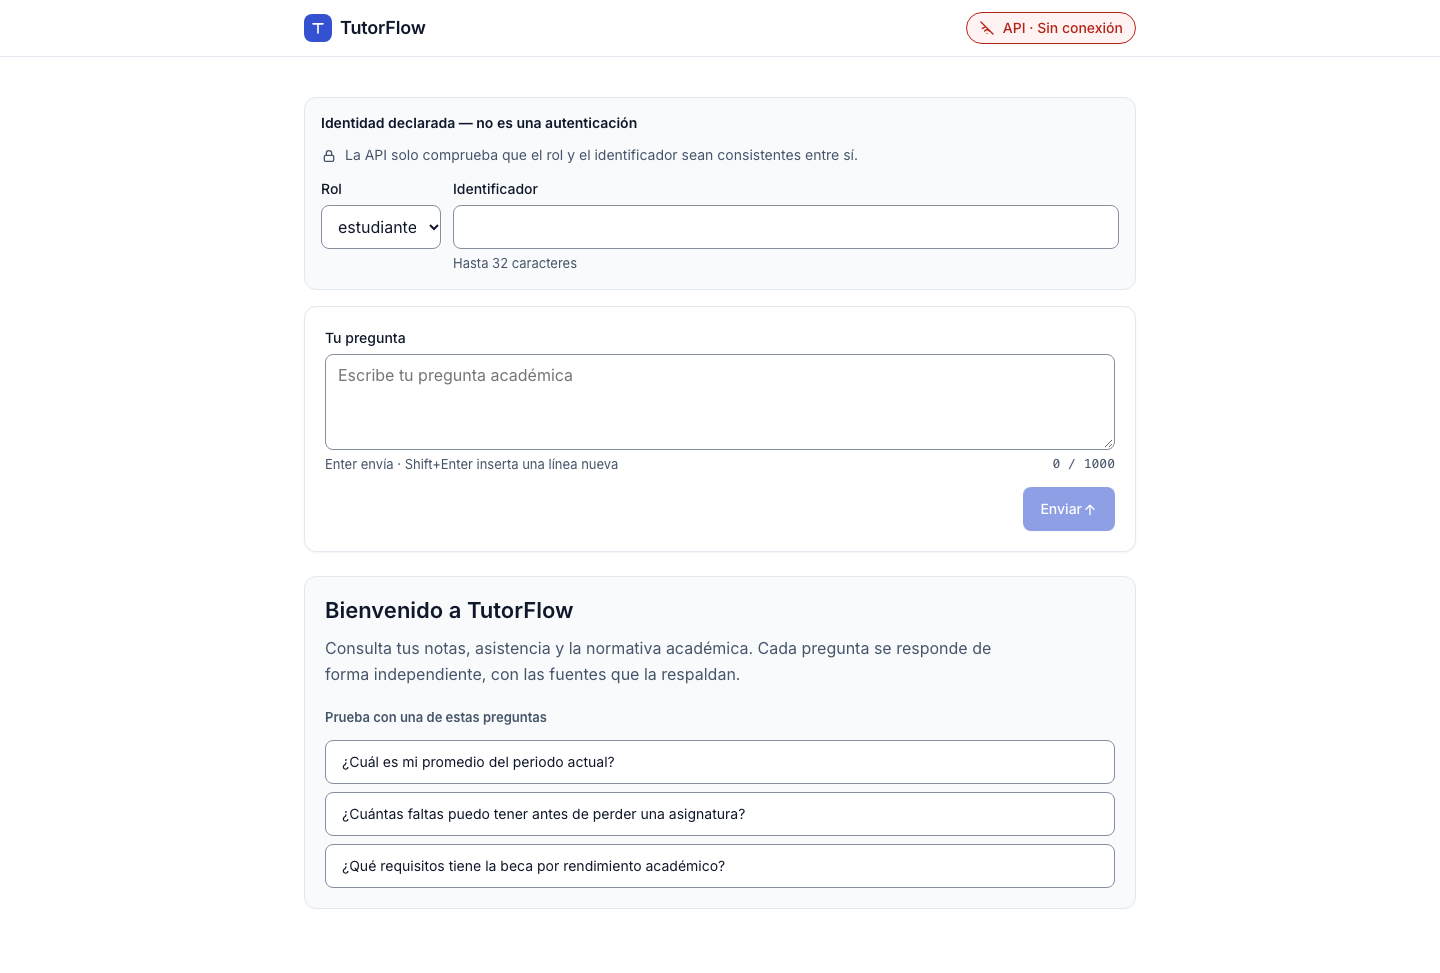 T TutorFlow
API · Sin conexión
Identidad declarada — no es una autenticación
La API solo comprueba que el rol y el identificador sean consistentes entre sí.
Rol
Identificador
estudiante
Hasta 32 caracteres
Tu pregunta
Escribe tu pregunta académica
Enter envía · Shift+Enter inserta una línea nueva
0 / 1000
Enviar ↑
Bienvenido a TutorFlow
Consulta tus notas, asistencia y la normativa académica. Cada pregunta se responde de
forma independiente, con las fuentes que la respaldan.
Prueba con una de estas preguntas
¿Cuál es mi promedio del periodo actual?
¿Cuántas faltas puedo tener antes de perder una asignatura?
¿Qué requisitos tiene la beca por rendimiento académico?